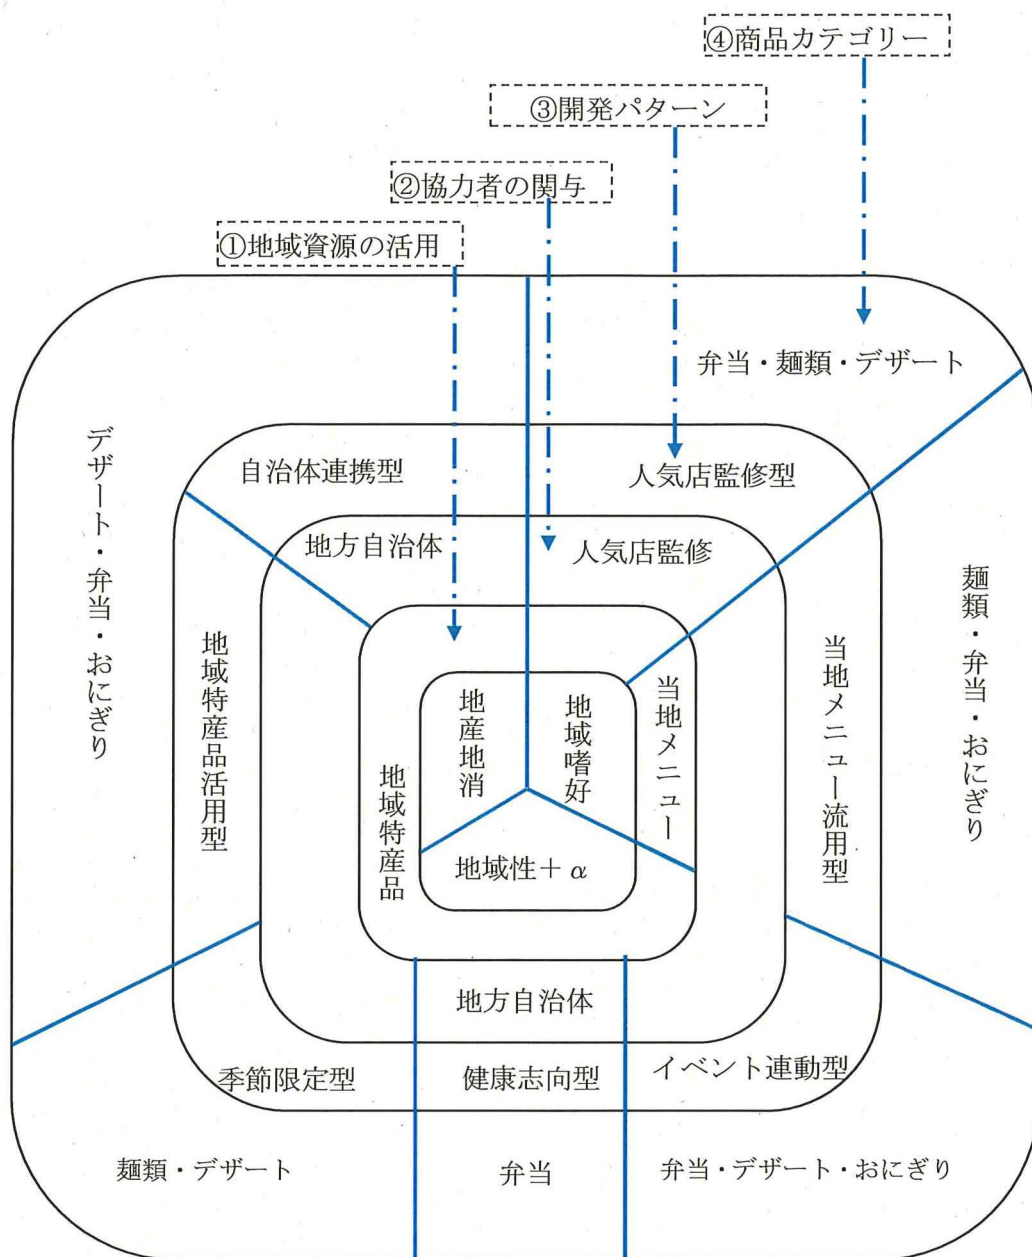 ④商品カテゴリー
③開発パターン
②協力者の関与
①地域資源の活用
弁当・麺類・デザート
自治体連携型
人気店監修型
地方自治体
人気店監修
デザート・弁当・おにぎり
地域特産品活用型
地域特産品
地産地消
地域嗜好
当地メニュー
当地メニュー流用型
麺類・弁当・おにぎり
地域性＋α
地方自治体
季節限定型
健康志向型
イベント連動型
麺類・デザート
弁当
弁当・デザート・おにぎり